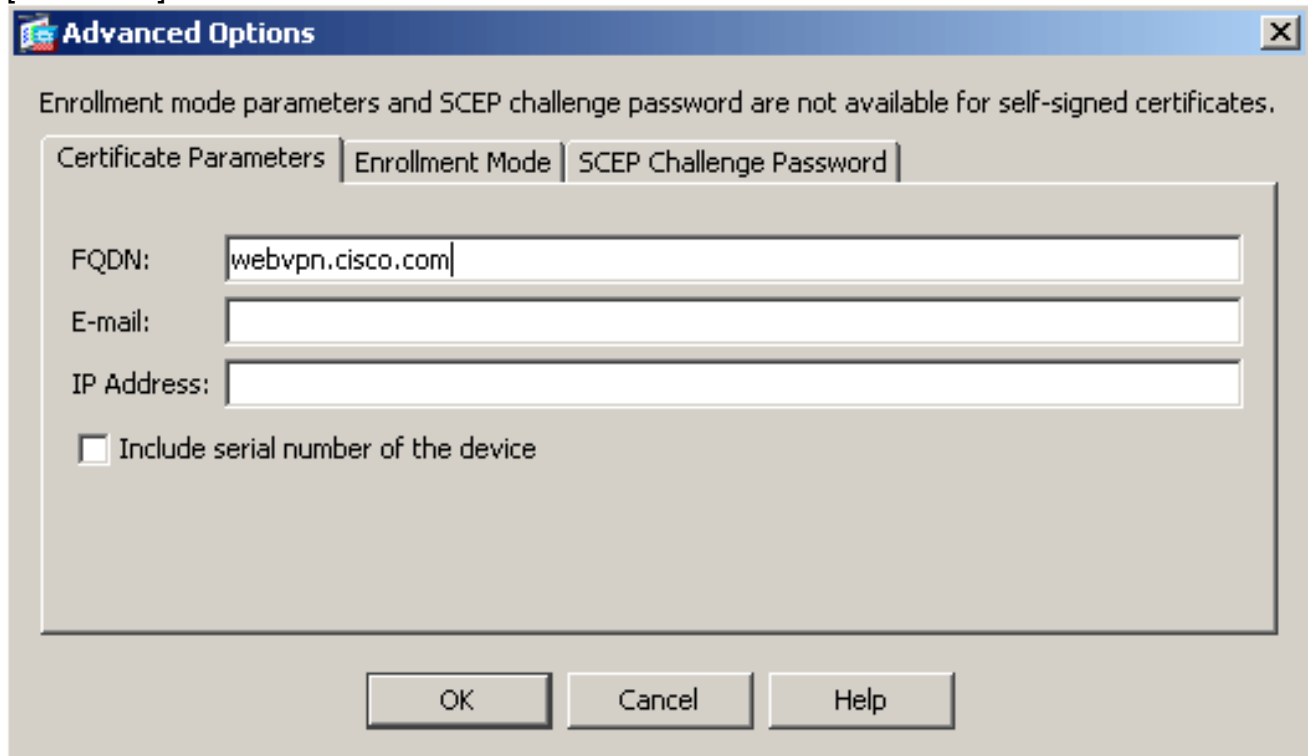 Advanced Options
Enrollment mode parameters and SCEP challenge password are not available for self-signed certificates.
Certificate Parameters Enrollment Mode SCEP Challenge Password
FQDN: webvpn.cisco.com
E-mail:
IP Address:
Include serial number of the device
OK Cancel Help